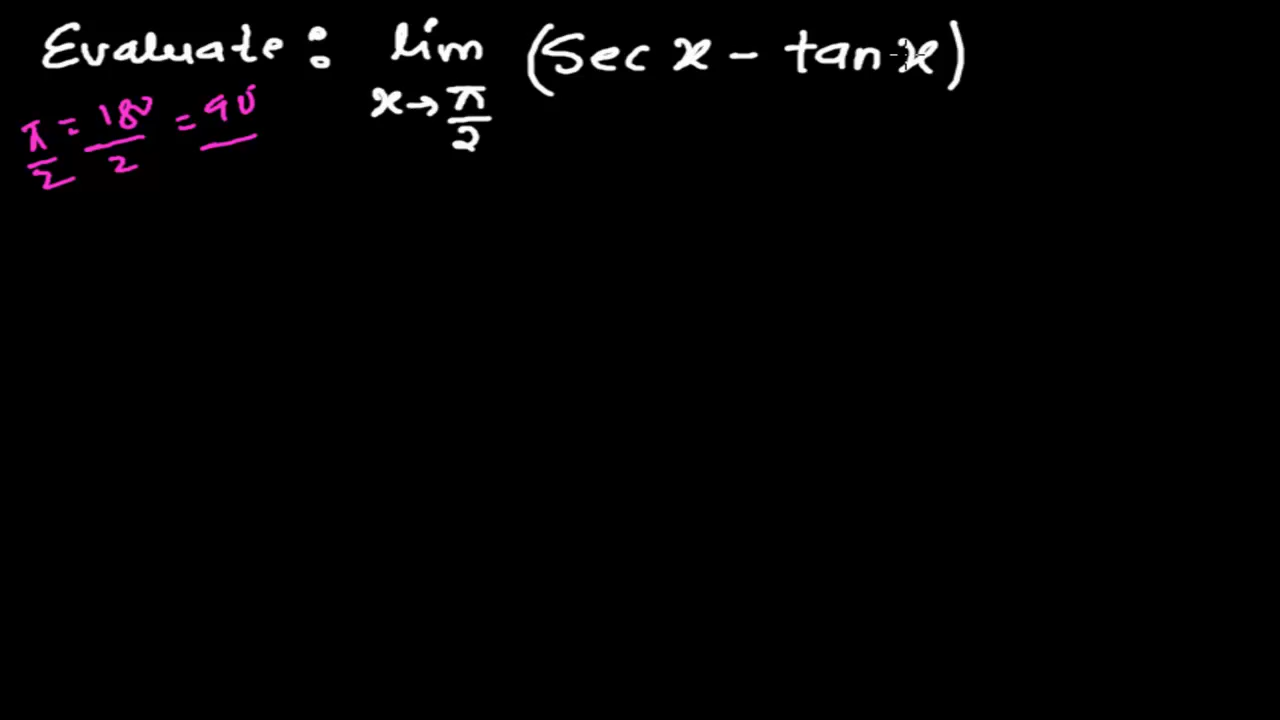 Evaluate : lim (Sec x - tan x)
x→π/2
π/2 = 180/2 = 90